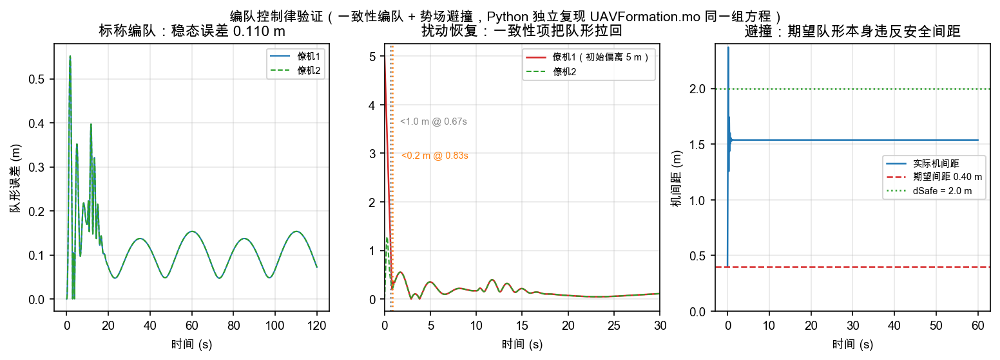 编队控制律验证（一致性编队 + 势场避撞，Python 独立复现 UAVFormation.mo 同一组方程）
标称编队：稳态误差 0.110 m
队形误差 (m)
0.5
0.4
0.3
0.2
0.1
0.0
0 20 40 60 80 100 120
时间 (s)
僚机1
僚机2
扰动恢复：一致性项把队形拉回
5
4
3
2
1
0
0 5 10 15 20 25 30
时间 (s)
僚机1（初始偏离 5 m）
僚机2
<1.0 m @ 0.67s
<0.2 m @ 0.83s
避撞：期望队形本身违反安全间距
机间距 (m)
2.0
1.5
1.0
0.5
0.0
0 10 20 30 40 50 60
时间 (s)
实际机间距
期望间距 0.40 m
dSafe = 2.0 m